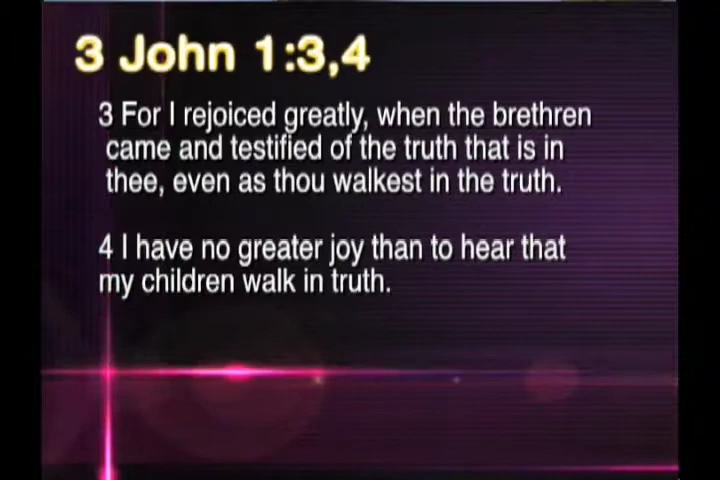 3 John 1:3,4
3 For I rejoiced greatly, when the brethren
came and testified of the truth that is in
thee, even as thou walkest in the truth.
4 I have no greater joy than to hear that
my children walk in truth.